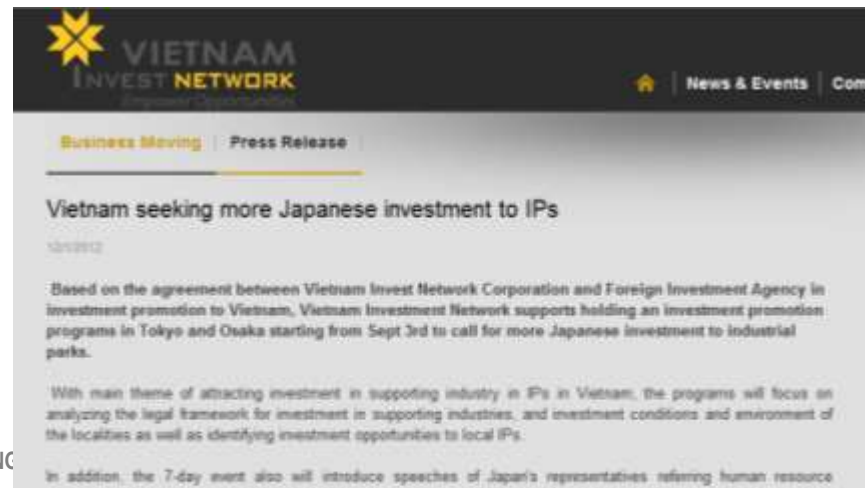 VIETNAM
INVEST NETWORK
Empower Opportunities
News & Events
Com
Business Moving
Press Release
Vietnam seeking more Japanese investment to IPs
Based on the agreement between Vietnam Invest Network Corporation and Foreign Investment Agency in
investment promotion to Vietnam, Vietnam Investment Network supports holding an investment promotion
programs in Tokyo and Osaka starting from Sept 3rd to call for more Japanese investment to industrial
parks.
With main theme of attracting investment in supporting industry in IPs in Vietnam, the programs will focus on
analyzing the legal framework for investment in supporting industries, and investment conditions and environment of
the localities as well as identifying investment opportunities to local IPs.
In addition, the 7-day event also will introduce speeches of Japan's representatives referring human resource